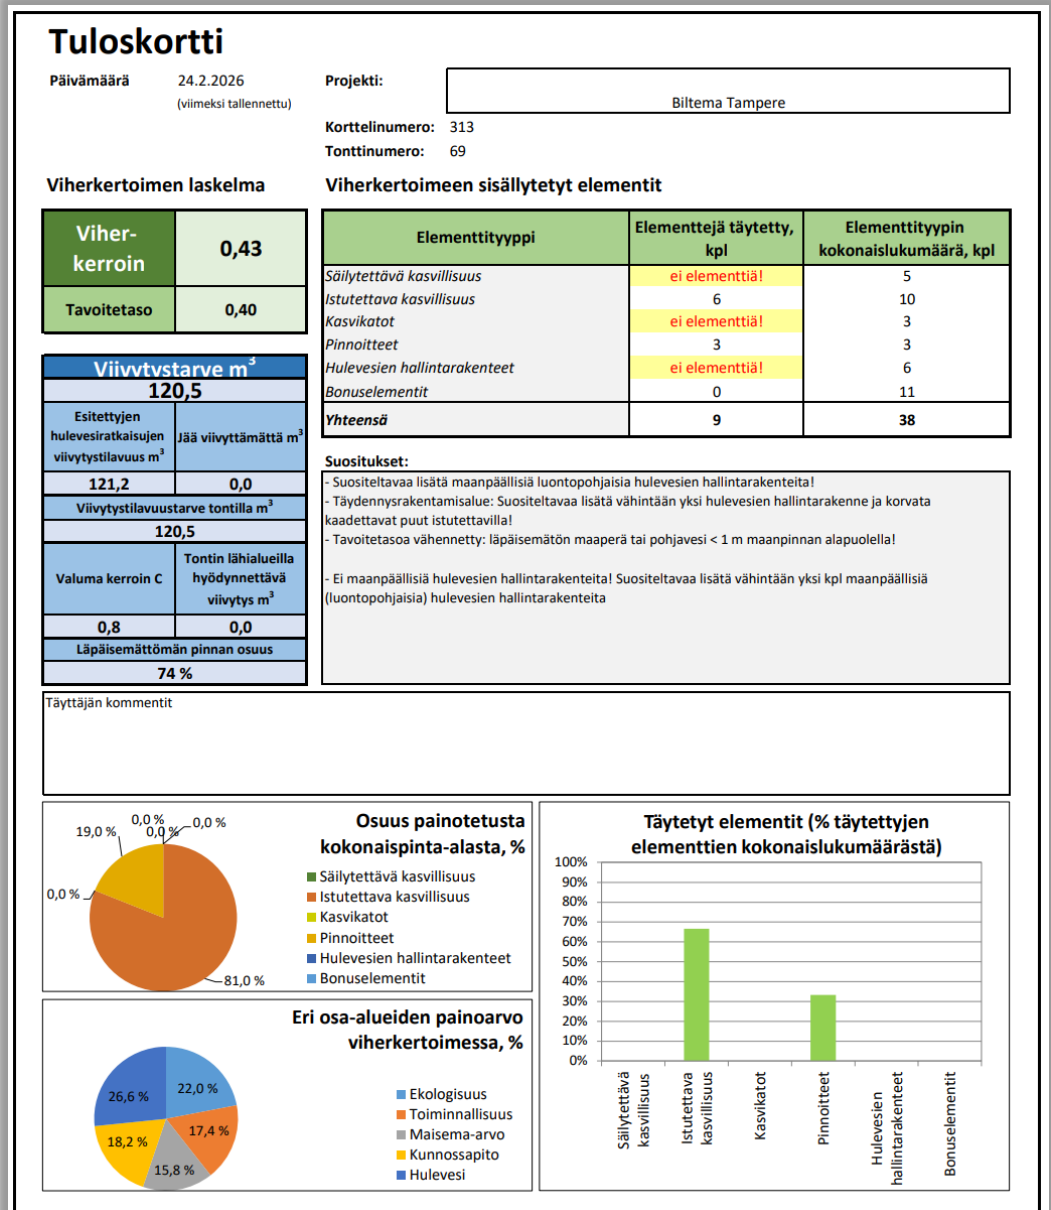 Tuloskortti
Päivämäärä 24.2.2026 Projekti:
(viimeksi tallennettu) Biltema Tampere
Korttelinumero: 313
Tonttinumero: 69
Viherkertoimen laskelma
Viher-
kerroin
0,43
Tavoitetaso 0,40
Viivytystarve m³
120,5
Esitettyjen
hulevesiratkaisujen
viivytystilavuus m³
Jää viivyttämättä m³
121,2 0,0
Viivytystilavuustarve tontilla m³
120,5
Valuma kerroin C
Tontin lähialueilla
hyödynnettävä
viivytys m³
0,8 0,0
Läpäisemättömän pinnan osuus
74 %
Viherkertoimeen sisällytetyt elementit
Elementtityyppi
Elementtejä täytetty,
kpl
Elementtityypin
kokonaislukumäärä, kpl
Säilytettävä kasvillisuus ei elementtiä! 5
Istutettava kasvillisuus 6 10
Kasvikatot ei elementtiä! 3
Pinnoitteet 3 3
Hulevesien hallintarakenteet ei elementtiä! 6
Bonuselementit 0 11
Yhteensä 9 38
Suositukset:
- Suositeltavaa lisätä maanpäällisiä luontopohjaisia hulevesien hallintarakenteita!
- Täydennysrakentamisalue: Suositeltavaa lisätä vähintään yksi hulevesien hallintarakenne ja korvata
kaadettavat puut istutettavilla!
- Tavoitetasoa vähennetty: läpäisemätön maaperä tai pohjavesi < 1 m maanpinnan alapuolella!
- Ei maanpäällisiä hulevesien hallintarakenteita! Suositeltavaa lisätä vähintään yksi kpl maanpäällisiä
(luontopohjaisia) hulevesien hallintarakenteita
Täyttäjän kommentit
Osuus painotetusta
kokonaispinta-alasta, %
0,0 %
19,0 %
0,0 %
0,0 %
0,0 %
81,0 %
Säilytettävä kasvillisuus
Istutettava kasvillisuus
Kasvikatot
Pinnoitteet
Hulevesien hallintarakenteet
Bonuselementit
Eri osa-alueiden painoarvo
viherkertoimessa, %
26,6 %
22,0 %
17,4 %
18,2 %
15,8 %
Ekologisuus
Toiminnallisuus
Maisema-arvo
Kunnossapito
Hulevesi
Täytetyt elementit (% täytettyjen
elementtien kokonaislukumäärästä)
100%
90%
80%
70%
60%
50%
40%
30%
20%
10%
0%
Säilytettävä
kasvillisuus
Istutettava
kasvillisuus
Kasvikatot
Pinnoitteet
Hulevesien
hallintarakenteet
Bonuselementit